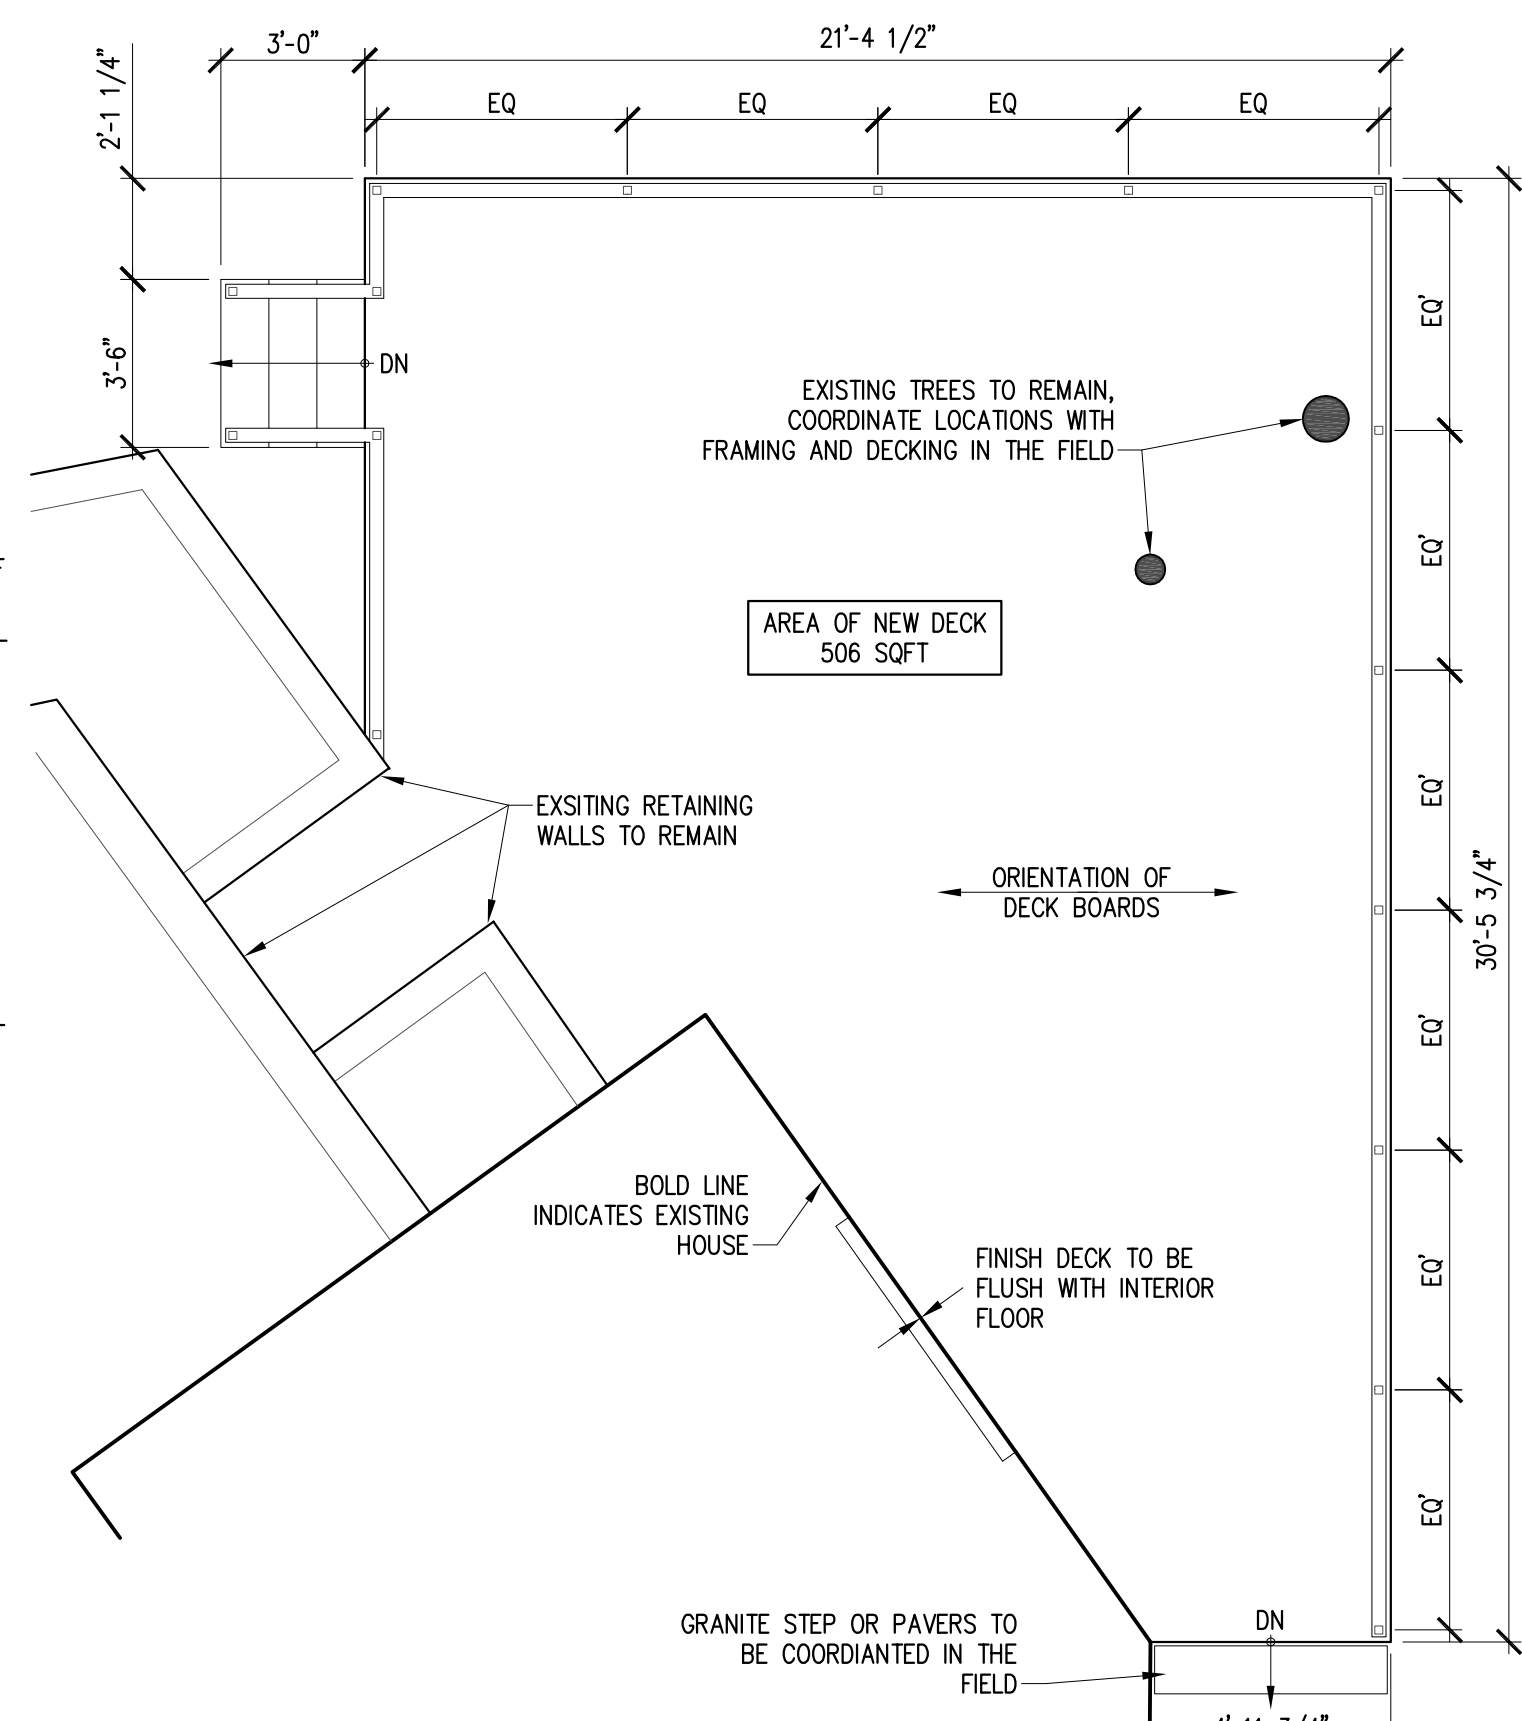 3'-0"
21'-4 1/2"
2'-1 1/4"
EQ
EQ
EQ
EQ
3'-6"
DN
EQ'
EXISTING TREES TO REMAIN,
COORDINATE LOCATIONS WITH
FRAMING AND DECKING IN THE FIELD
EQ'
AREA OF NEW DECK
506 SQFT
EQ'
EXSITING RETAINING
WALLS TO REMAIN
ORIENTATION OF
DECK BOARDS
30'-5 3/4"
EQ'
BOLD LINE
INDICATES EXISTING
HOUSE
FINISH DECK TO BE
FLUSH WITH INTERIOR
FLOOR
EQ'
EQ'
GRANITE STEP OR PAVERS TO
BE COORDIANTED IN THE
FIELD
DN